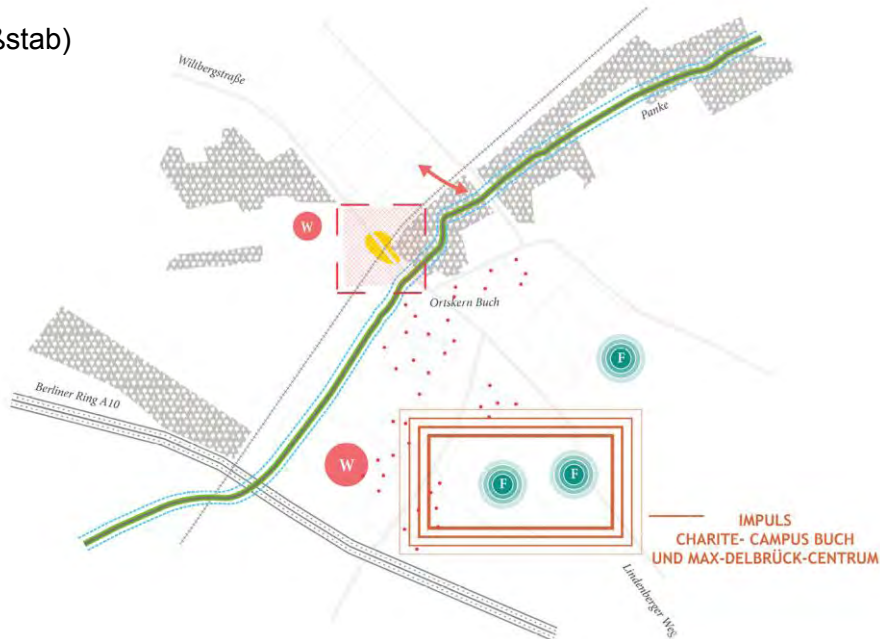 ßstab)
Wiltbergstraße
Panke
W
Ortskern Buch
F
Berliner Ring A10
W
F
F
IMPULS
CHARITE- CAMPUS BUCH
UND MAX-DELBRÜCK-CENTRUM
Lindenberger Weg